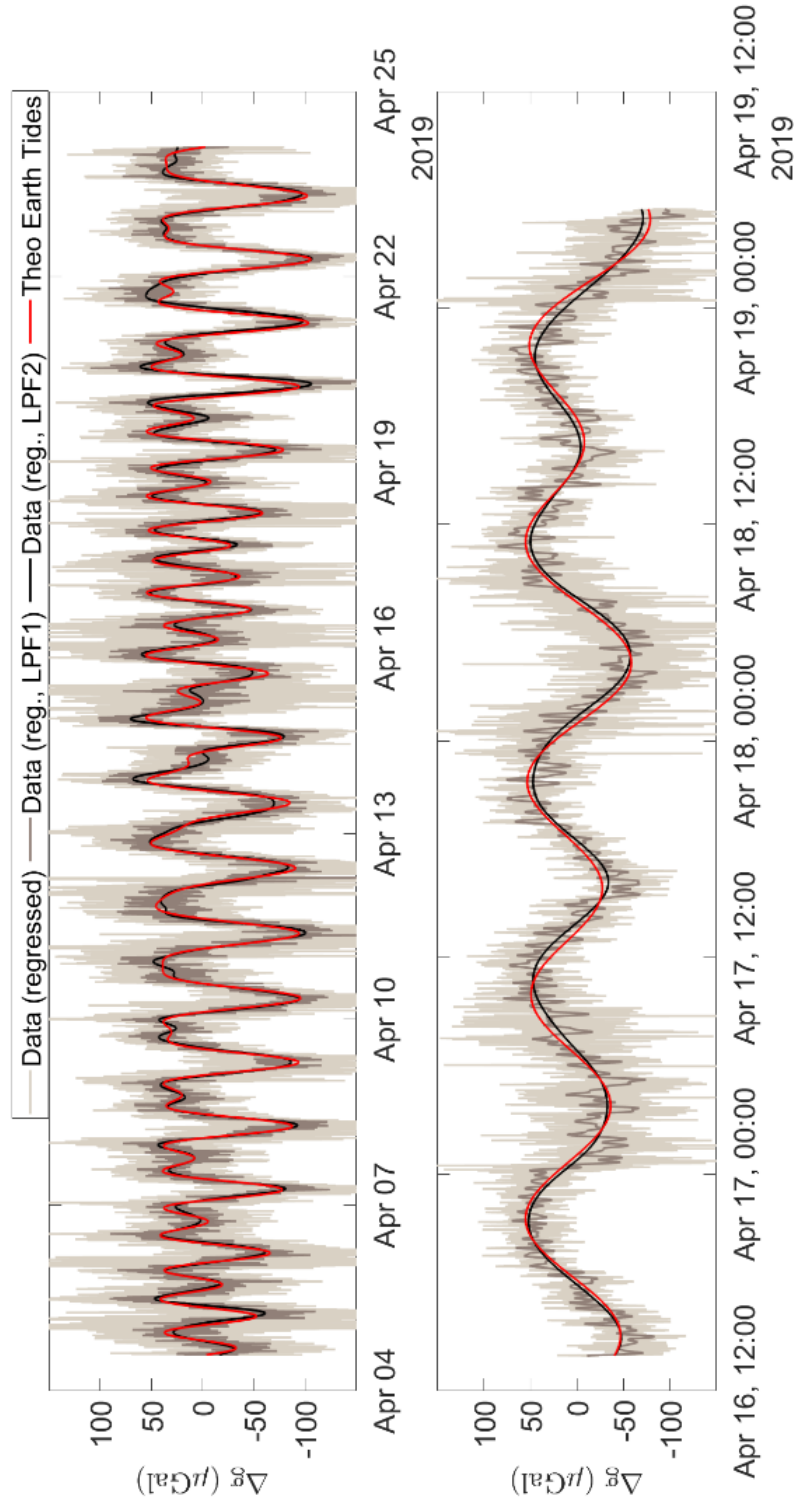 Data (regressed) Data (reg., LPF1) Data (reg., LPF2) Theo Earth Tides
100
50
0
-50
-100
Δg (μGal)
Apr 04 Apr 07 Apr 10 Apr 13 Apr 16 Apr 19 Apr 22 Apr 25
2019
100
50
0
-50
-100
Δg (μGal)
Apr 16, 12:00 Apr 17, 00:00 Apr 17, 12:00 Apr 18, 00:00 Apr 18, 12:00 Apr 19, 00:00 Apr 19, 12:00
2019